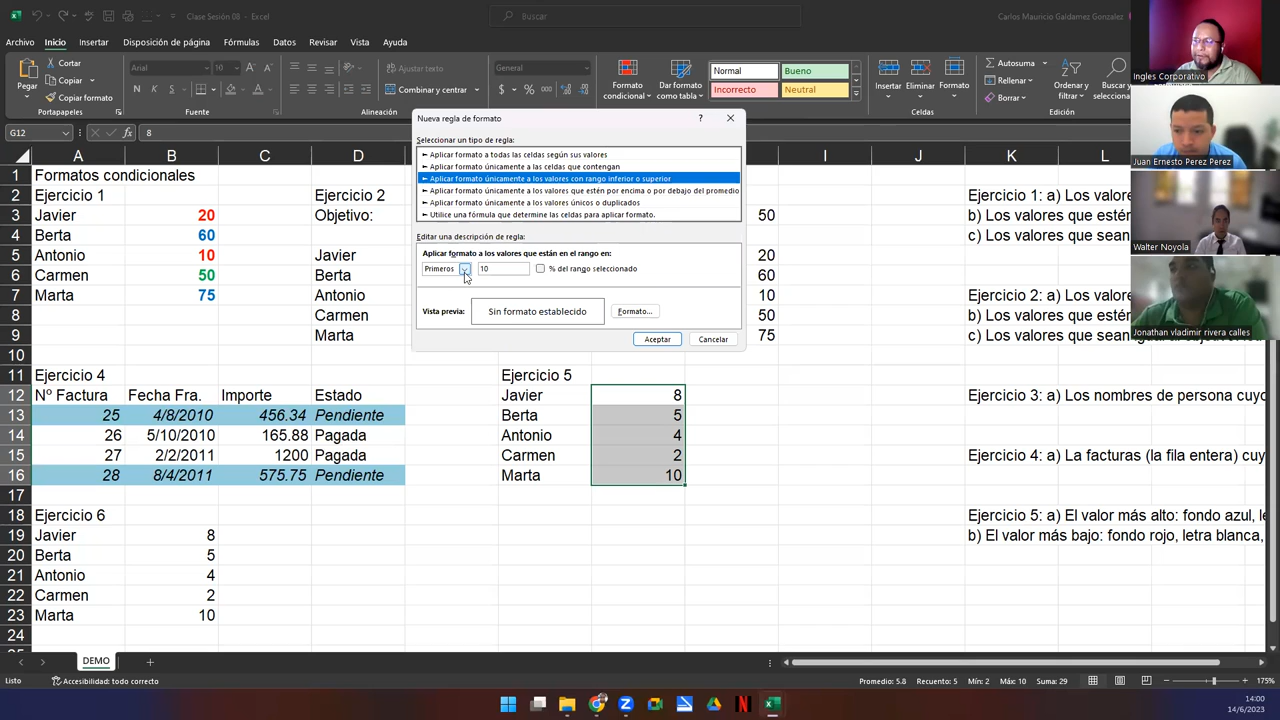 Clase Sesión 08 - Excel
Buscar
Carlos Mauricio Galdamez Gonzalez
Archivo Inicio Insertar Disposición de página Fórmulas Datos Revisar Vista Ayuda
Pegar
Cortar
Copiar
Copiar formato
Portapapeles
Arial 10
N K S
Fuente
Ajustar texto
Combinar y centrar
Alineación
General
Formato condicional
Dar formato como tabla
Normal Bueno
Incorrecto Neutral
Insertar Eliminar Formato
Celdas
Autosuma
Rellenar
Borrar
Ordenar y filtrar
Buscar y
Ingles Corporativo
Juan Ernesto Perez Perez
Walter Noyola
Jonathan vladimir rivera calles
G12 fx 8
Nueva regla de formato ?
Seleccionar un tipo de regla:
Aplicar formato a todas las celdas según sus valores
Aplicar formato únicamente a las celdas que contengan
Aplicar formato únicamente a los valores con rango inferior o superior
Aplicar formato únicamente a los valores que estén por encima o por debajo del promedio
Aplicar formato únicamente a los valores únicos o duplicados
Utilice una fórmula que determine las celdas para aplicar formato.
Editar una descripción de regla:
Aplicar formato a los valores que están en el rango en:
Primeros 10 % del rango seleccionado
Vista previa: Sin formato establecido Formato...
Aceptar Cancelar
A B C D I K L
1 Formatos condicionales
2 Ejercicio 1 Ejercicio 2 Ejercicio 1: a) Los valores
3 Javier 20 Objetivo: 50 b) Los valores que estén
4 Berta 60 c) Los valores que sean
5 Antonio 10 Javier 20
6 Carmen 50 Berta 60
7 Marta 75 Antonio 10 Ejercicio 2: a) Los valores
8 Carmen 50 b) Los valores que estén
9 Marta 75
10
11 Ejercicio 4 Ejercicio 5
12 Nº Factura Fecha Fra. Importe Estado Javier 8 Ejercicio 3: a) Los nombres de persona cuyo
13 25 4/8/2010 456.34 Pendiente Berta 5
14 26 5/10/2010 165.88 Pagada Antonio 4
15 27 2/2/2011 1200 Pagada Carmen 2 Ejercicio 4: a) La facturas (la fila entera) cuy
16 28 8/4/2011 575.75 Pendiente Marta 10
17
18 Ejercicio 6 Ejercicio 5: a) El valor más alto: fondo azul, le
19 Javier 8 b) El valor más bajo: fondo rojo, letra blanca,
20 Berta 5
21 Antonio 4
22 Carmen 2
23 Marta 10
24
DEMO
Listo Accesibilidad: todo correcto Promedio: 5.8 Recuento: 5 Mín: 2 Máx: 10 Suma: 29 175%
14:00
14/6/2023